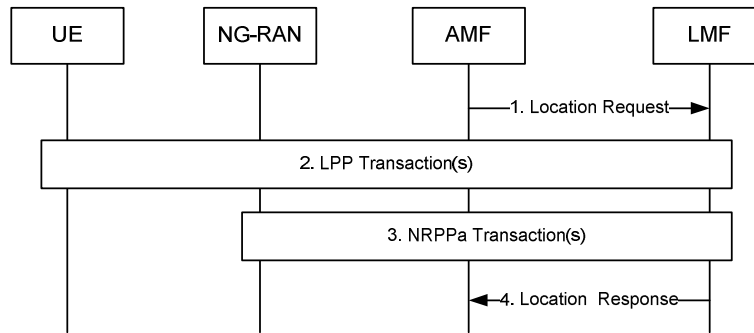 UE
NG-RAN
AMF
LMF
1. Location Request
2. LPP Transaction(s)
3. NRPPa Transaction(s)
4. Location Response